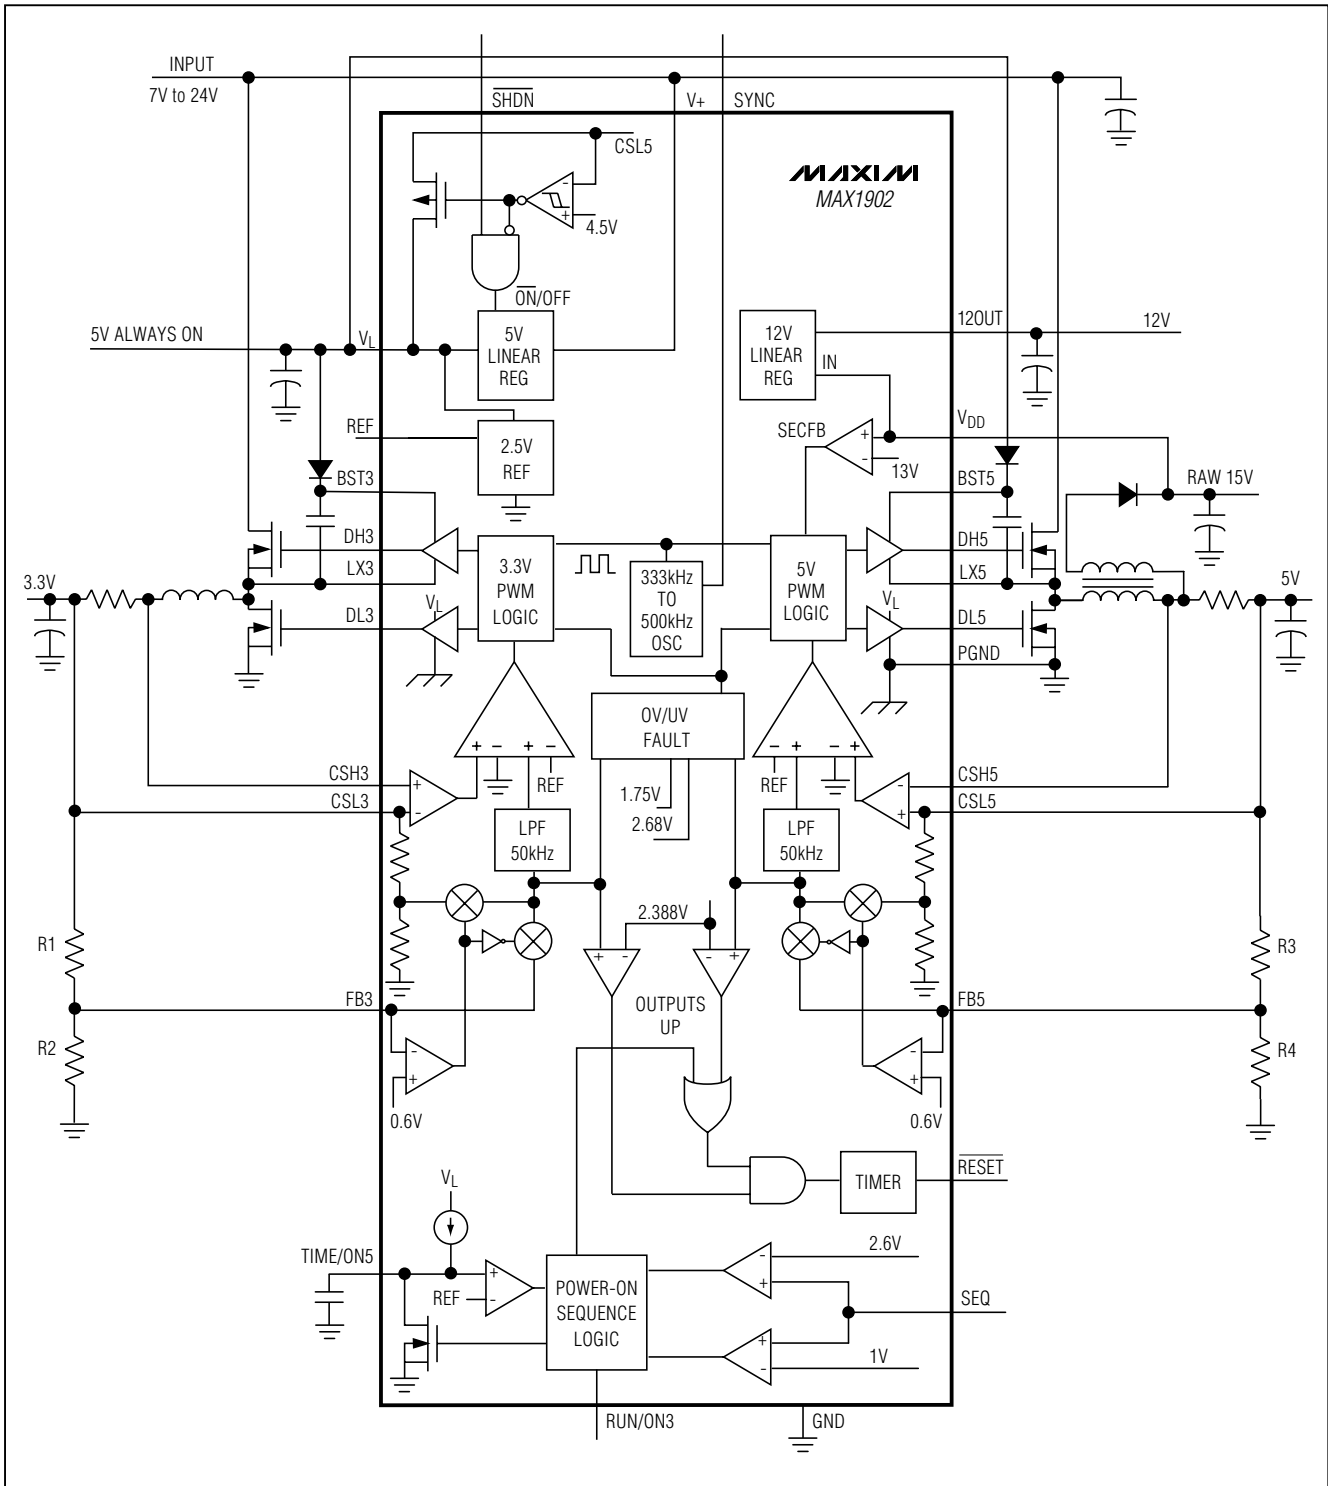 INPUT
7V to 24V
SHDN
V+
SYNC
CSL5
MAXIM
MAX1902
-
+
4.5V
ON/OFF
5V ALWAYS ON
VL
5V
LINEAR
REG
12V
LINEAR
REG
12OUT
12V
IN
REF
2.5V
REF
SECFB
+
-
13V
VDD
BST3
BST5
RAW 15V
DH3
LX3
DL3
VL
3.3V
3.3V
PWM
LOGIC
333kHz
TO
500kHz
OSC
5V
PWM
LOGIC
VL
DH5
LX5
DL5
PGND
5V
OV/UV
FAULT
+ - + -
REF
- + - +
REF
1.75V
2.68V
CSH3
CSL3
+
-
CSH5
CSL5
-
+
LPF
50kHz
LPF
50kHz
2.388V
+ -
- +
R1
R2
R3
R4
FB3
FB5
OUTPUTS
UP
-
+
0.6V
-
+
0.6V
TIMER
RESET
VL
TIME/ON5
+
REF -
POWER-ON
SEQUENCE
LOGIC
-
+
2.6V
SEQ
+
-
1V
RUN/ON3
GND